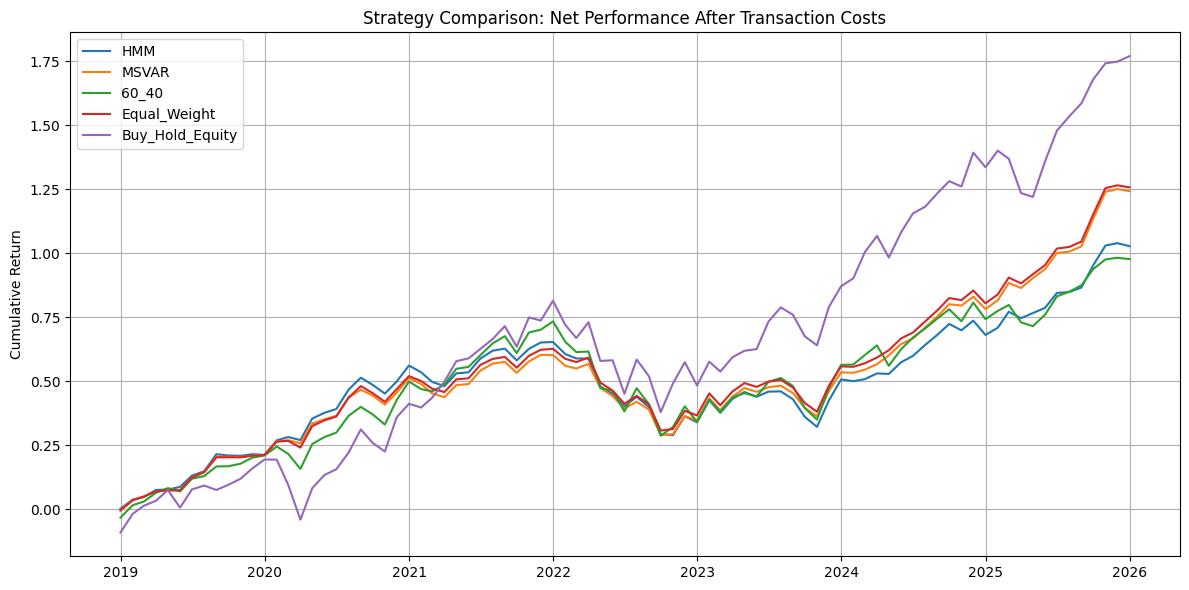 Strategy Comparison: Net Performance After Transaction Costs
HMM
MSVAR
60_40
Equal_Weight
Buy_Hold_Equity
Cumulative Return
1.75
1.50
1.25
1.00
0.75
0.50
0.25
0.00
2019 2020 2021 2022 2023 2024 2025 2026